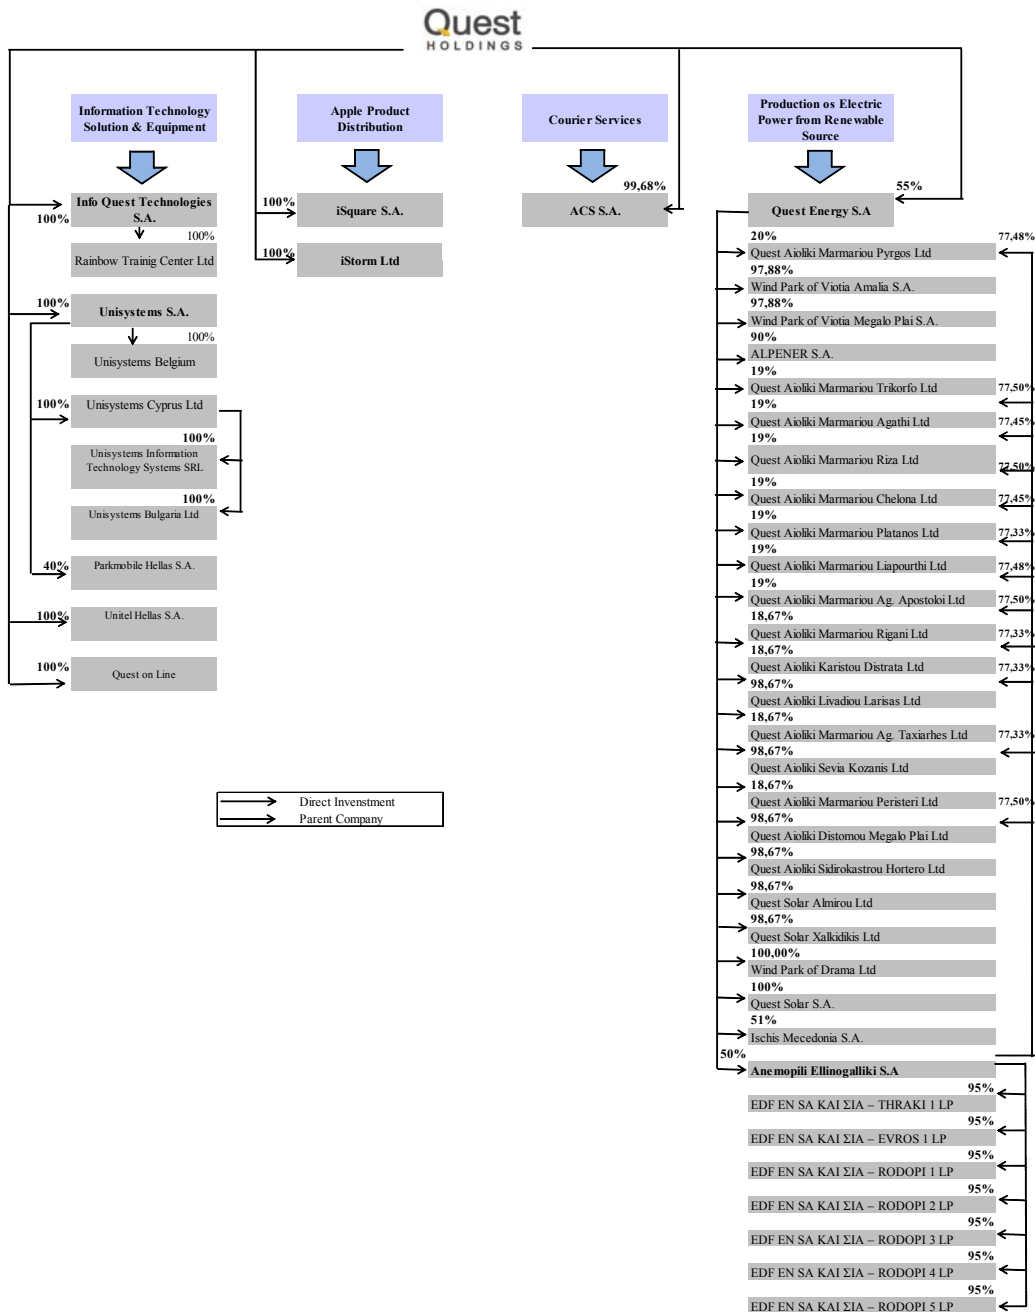 Quest
HOLDINGS
Information Technology
Solution & Equipment
Apple Product
Distribution
Courier Services
Production os Electric
Power from Renewable
Source
100%
Info Quest Technologies
S.A.
100%
Rainbow Trainig Center Ltd
100%
Unisystems S.A.
100%
Unisystems Belgium
100%
Unisystems Cyprus Ltd
100%
Unisystems Information
Technology Systems SRL
100%
Unisystems Bulgaria Ltd
40%
Parkmobile Hellas S.A.
100%
Unitel Hellas S.A.
100%
Quest on Line
100%
iSquare S.A.
100%
iStorm Ltd
99,68%
ACS S.A.
55%
Quest Energy S.A
20%
Quest Aioliki Marmariou Pyrgos Ltd
77,48%
97,88%
Wind Park of Viotia Amalia S.A.
97,88%
Wind Park of Viotia Megalo Plai S.A.
90%
ALPENER S.A.
19%
Quest Aioliki Marmariou Trikorfo Ltd
77,50%
19%
Quest Aioliki Marmariou Agathi Ltd
77,45%
19%
Quest Aioliki Marmariou Riza Ltd
77,50%
19%
Quest Aioliki Marmariou Chelona Ltd
77,45%
19%
Quest Aioliki Marmariou Platanos Ltd
77,33%
19%
Quest Aioliki Marmariou Liapourthi Ltd
77,48%
19%
Quest Aioliki Marmariou Ag. Apostoloi Ltd
77,50%
18,67%
Quest Aioliki Marmariou Rigani Ltd
77,33%
18,67%
Quest Aioliki Karistou Distrata Ltd
77,33%
98,67%
Quest Aioliki Livadiou Larisas Ltd
18,67%
Quest Aioliki Marmariou Ag. Taxiarhes Ltd
77,33%
98,67%
Quest Aioliki Sevia Kozanis Ltd
18,67%
Quest Aioliki Marmariou Peristeri Ltd
77,50%
98,67%
Quest Aioliki Distomou Megalo Plai Ltd
98,67%
Quest Aioliki Sidirokastrou Hortero Ltd
98,67%
Quest Solar Almirou Ltd
98,67%
Quest Solar Xalkidikis Ltd
100,00%
Wind Park of Drama Ltd
100%
Quest Solar S.A.
51%
Ischis Mecedonia S.A.
50%
Anemopili Ellinogalliki S.A
95%
EDF EN SA ΚΑΙ ΣΙΑ – THRAKI 1 LP
95%
EDF EN SA ΚΑΙ ΣΙΑ – EVROS 1 LP
95%
EDF EN SA ΚΑΙ ΣΙΑ – RODOPI 1 LP
95%
EDF EN SA ΚΑΙ ΣΙΑ – RODOPI 2 LP
95%
EDF EN SA ΚΑΙ ΣΙΑ – RODOPI 3 LP
95%
EDF EN SA ΚΑΙ ΣΙΑ – RODOPI 4 LP
95%
EDF EN SA ΚΑΙ ΣΙΑ – RODOPI 5 LP
Direct Invenstment
Parent Company